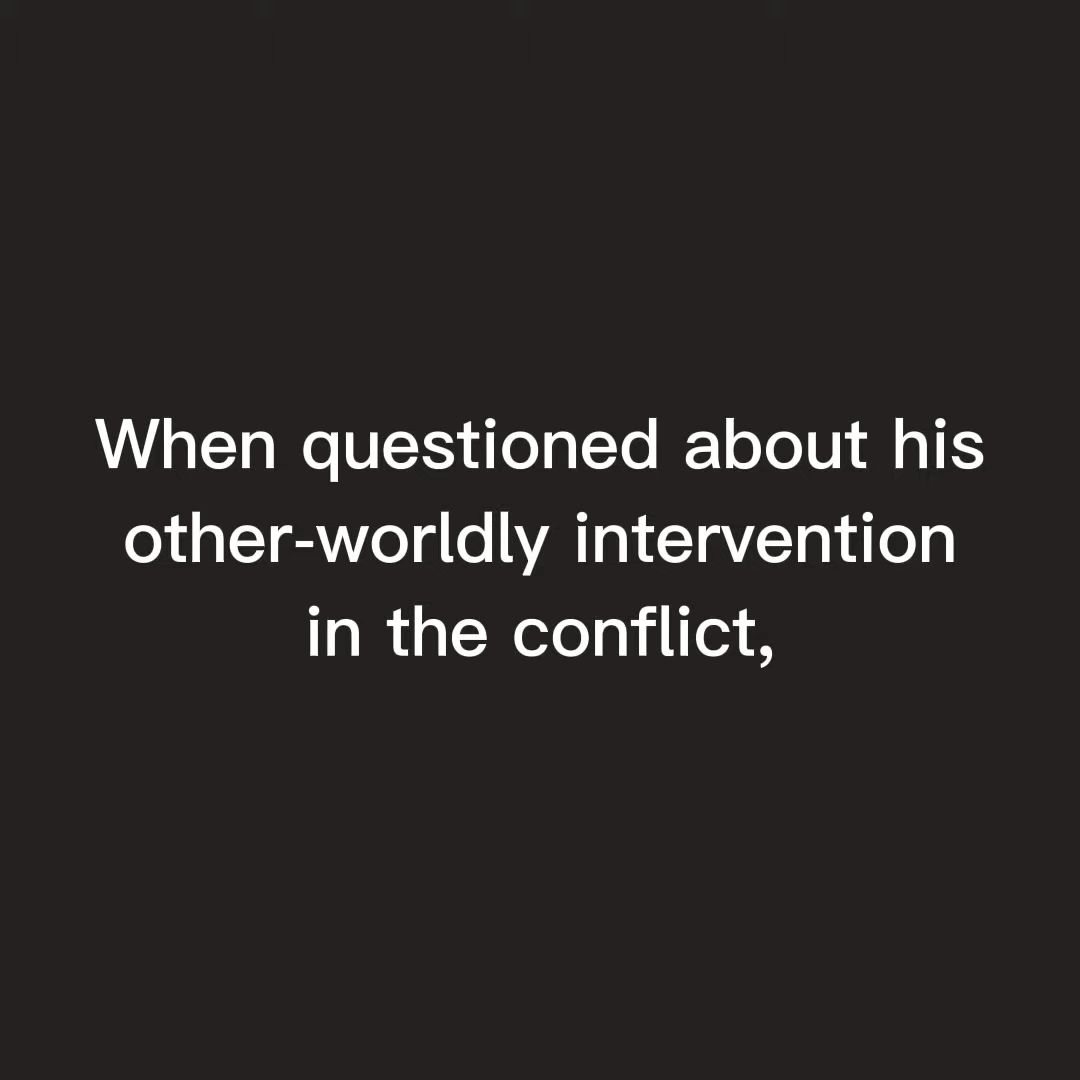 When questioned about his
other-worldly intervention
in the conflict,